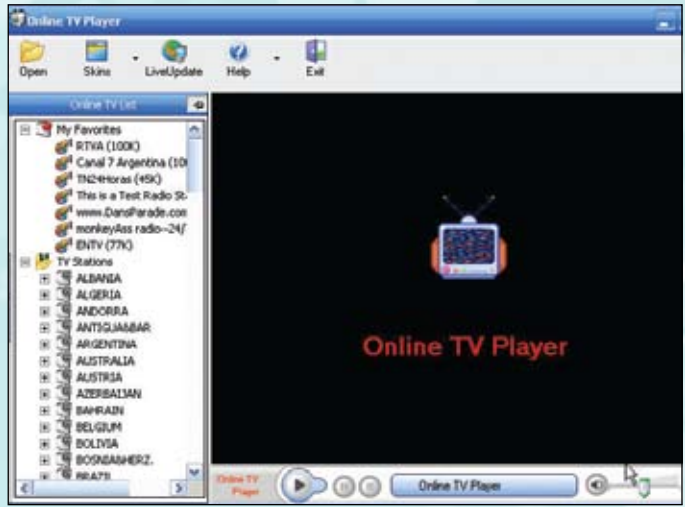 Online TV Player
Open Skins LiveUpdate Help Exit
Online TV List
My Favorites
RTVA (100K)
Canal 7 Argentina (10
TN24Horas (45K)
This is a Test Radio St
www.DansParade.com
monkeyAss radio--24/
ENTV (77K)
TV Stations
ALBANIA
ALGERIA
ANDORRA
ANTIGUA&BAR
ARGENTINA
AUSTRALIA
AUSTRIA
AZERBAIJAN
BAHRAIN
BELGIUM
BOLIVIA
BOSNIA&HERZ.
BRAZIL
Online TV Player
Online TV
Player
Online TV Player